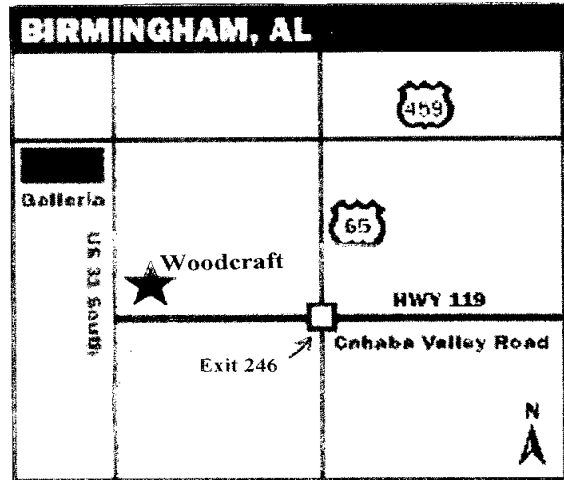 BIRMINGHAM, AL
459
Galleria
65
US 31 South
Woodcraft
HWY 119
Cahaba Valley Road
Exit 246
N